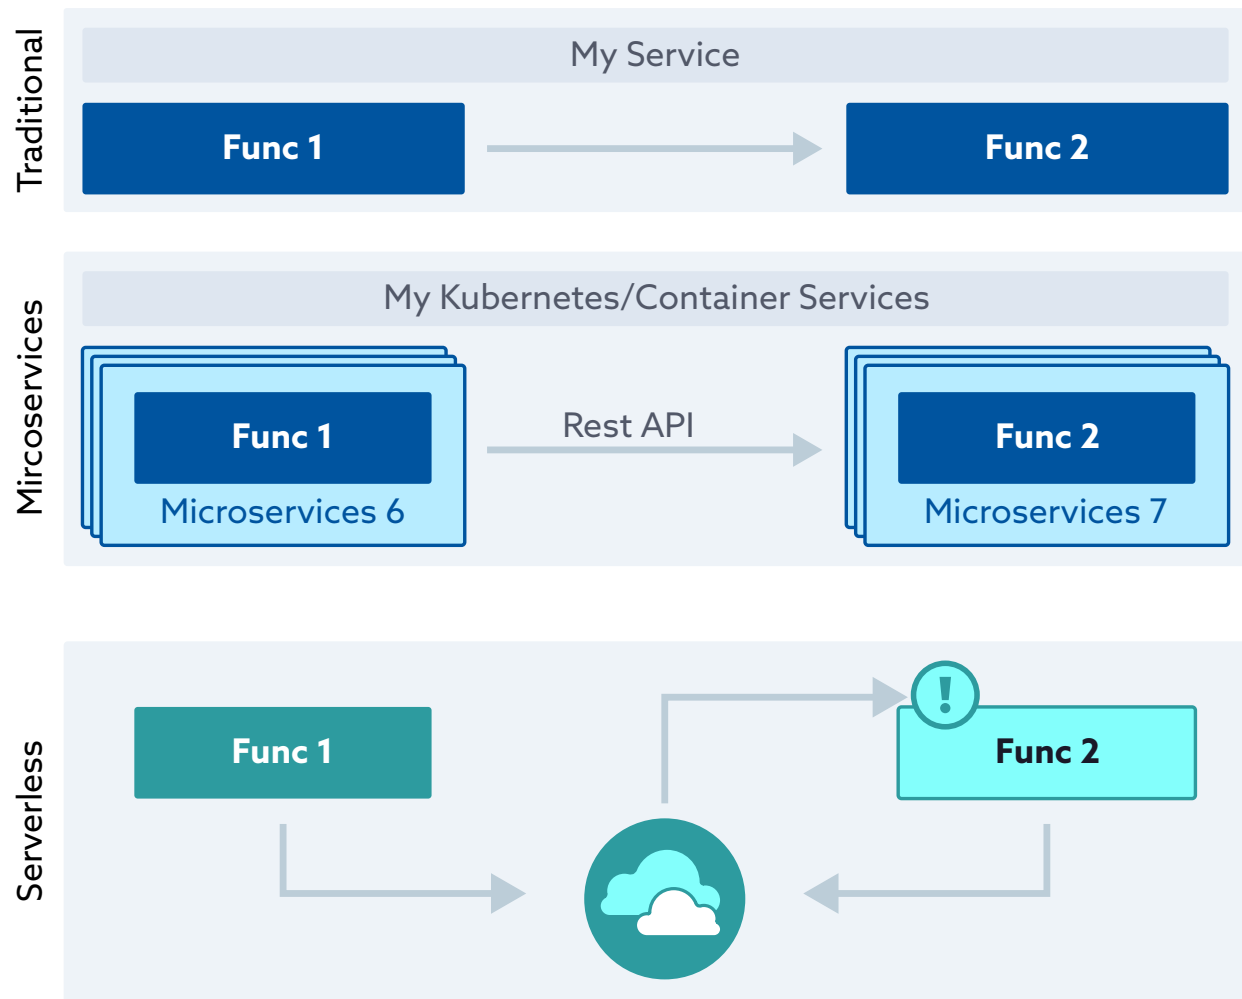 Traditional
My Service
Func 1
Func 2
Mircoservices
My Kubernetes/Container Services
Func 1
Microservices 6
Rest API
Func 2
Microservices 7
Serverless
Func 1
!
Func 2